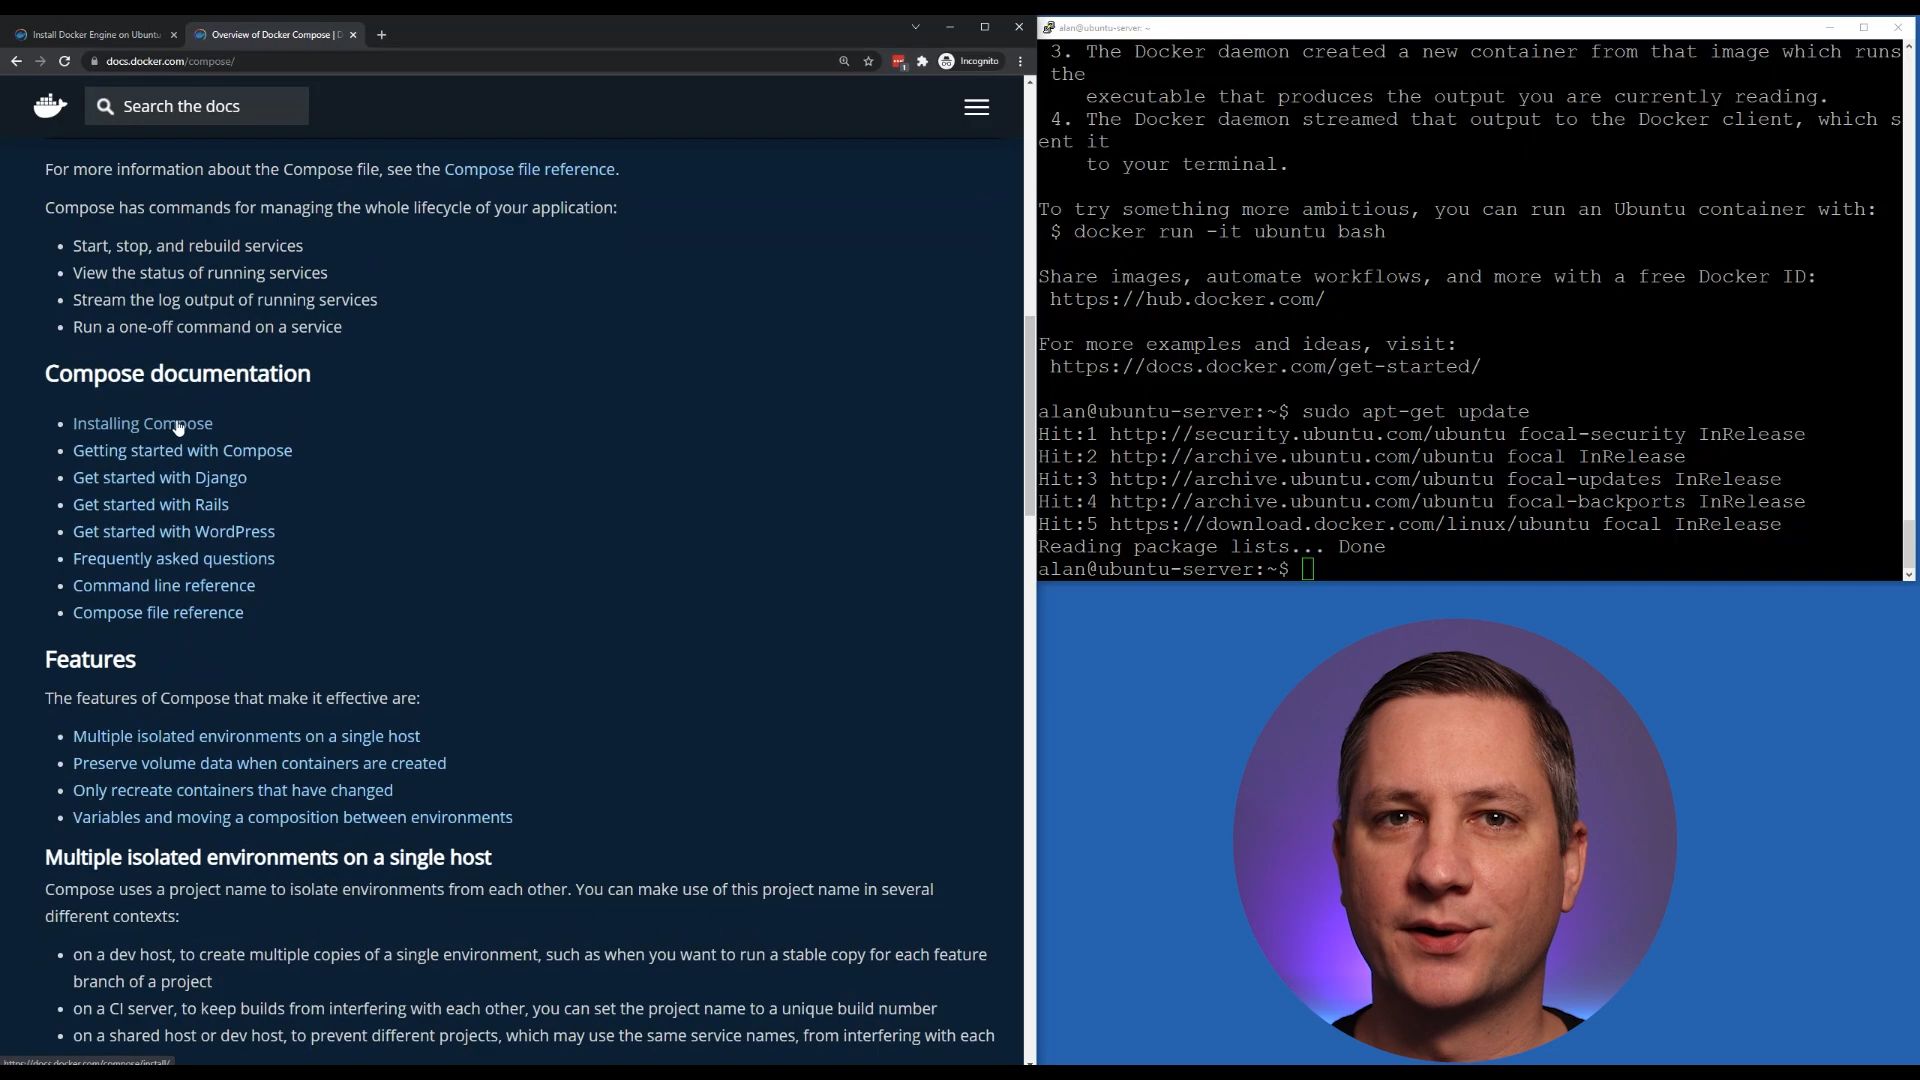 Install Docker Engine on Ubuntu
Overview of Docker Compose | D
docs.docker.com/compose/
Incognito
Search the docs
For more information about the Compose file, see the Compose file reference.
Compose has commands for managing the whole lifecycle of your application:
Start, stop, and rebuild services
View the status of running services
Stream the log output of running services
Run a one-off command on a service
Compose documentation
Installing Compose
Getting started with Compose
Get started with Django
Get started with Rails
Get started with WordPress
Frequently asked questions
Command line reference
Compose file reference
Features
The features of Compose that make it effective are:
Multiple isolated environments on a single host
Preserve volume data when containers are created
Only recreate containers that have changed
Variables and moving a composition between environments
Multiple isolated environments on a single host
Compose uses a project name to isolate environments from each other. You can make use of this project name in several
different contexts:
on a dev host, to create multiple copies of a single environment, such as when you want to run a stable copy for each feature
branch of a project
on a CI server, to keep builds from interfering with each other, you can set the project name to a unique build number
on a shared host or dev host, to prevent different projects, which may use the same service names, from interfering with each
https://docs.docker.com/compose/install/
alan@ubuntu-server: ~
3. The Docker daemon created a new container from that image which runs
the
executable that produces the output you are currently reading.
4. The Docker daemon streamed that output to the Docker client, which s
ent it
to your terminal.
To try something more ambitious, you can run an Ubuntu container with:
$ docker run -it ubuntu bash
Share images, automate workflows, and more with a free Docker ID:
https://hub.docker.com/
For more examples and ideas, visit:
https://docs.docker.com/get-started/
alan@ubuntu-server:~$ sudo apt-get update
Hit:1 http://security.ubuntu.com/ubuntu focal-security InRelease
Hit:2 http://archive.ubuntu.com/ubuntu focal InRelease
Hit:3 http://archive.ubuntu.com/ubuntu focal-updates InRelease
Hit:4 http://archive.ubuntu.com/ubuntu focal-backports InRelease
Hit:5 https://download.docker.com/linux/ubuntu focal InRelease
Reading package lists... Done
alan@ubuntu-server:~$